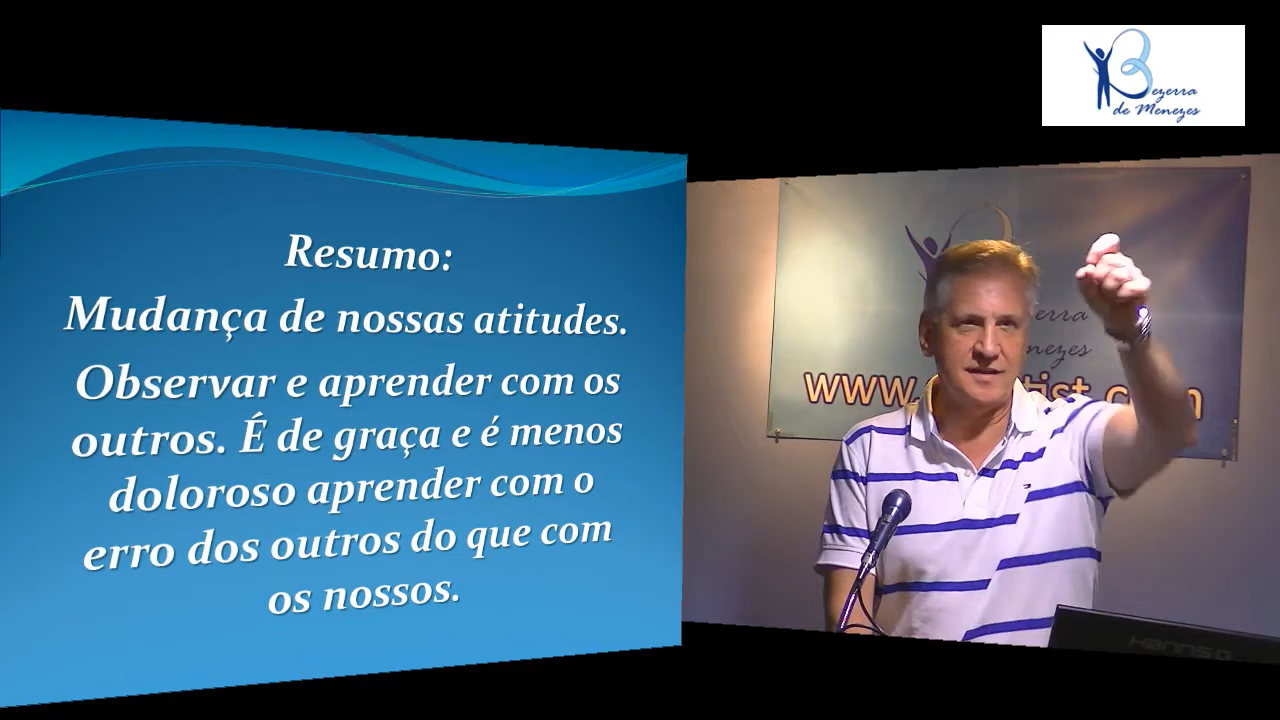 Bezerra
de Menezes
Resumo:
Mudança de nossas atitudes.
Observar e aprender com os
outros. É de graça e é menos
doloroso aprender com o
erro dos outros do que com
os nossos.
www.